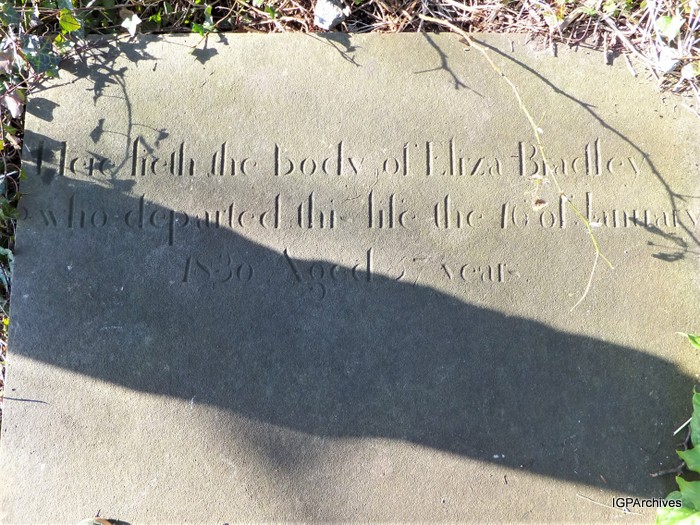 Here lieth the body of Eliza Bradley
who departed this life the 16 of January
1830 Aged 57 years
IGPArchives